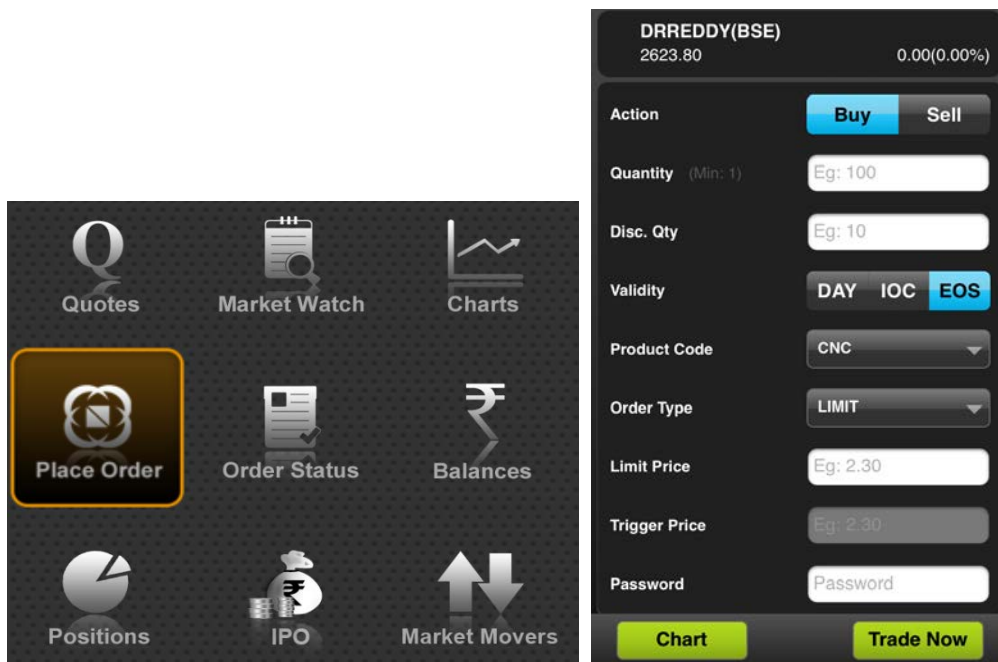 Quotes
Market Watch
Charts
Place Order
Order Status
Balances
Positions
IPO
Market Movers
DRREDDY(BSE)
2623.80 0.00(0.00%)
Action Buy Sell
Quantity (Min: 1) Eg: 100
Disc. Qty Eg: 10
Validity DAY IOC EOS
Product Code CNC
Order Type LIMIT
Limit Price Eg: 2.30
Trigger Price Eg: 2.30
Password Password
Chart Trade Now